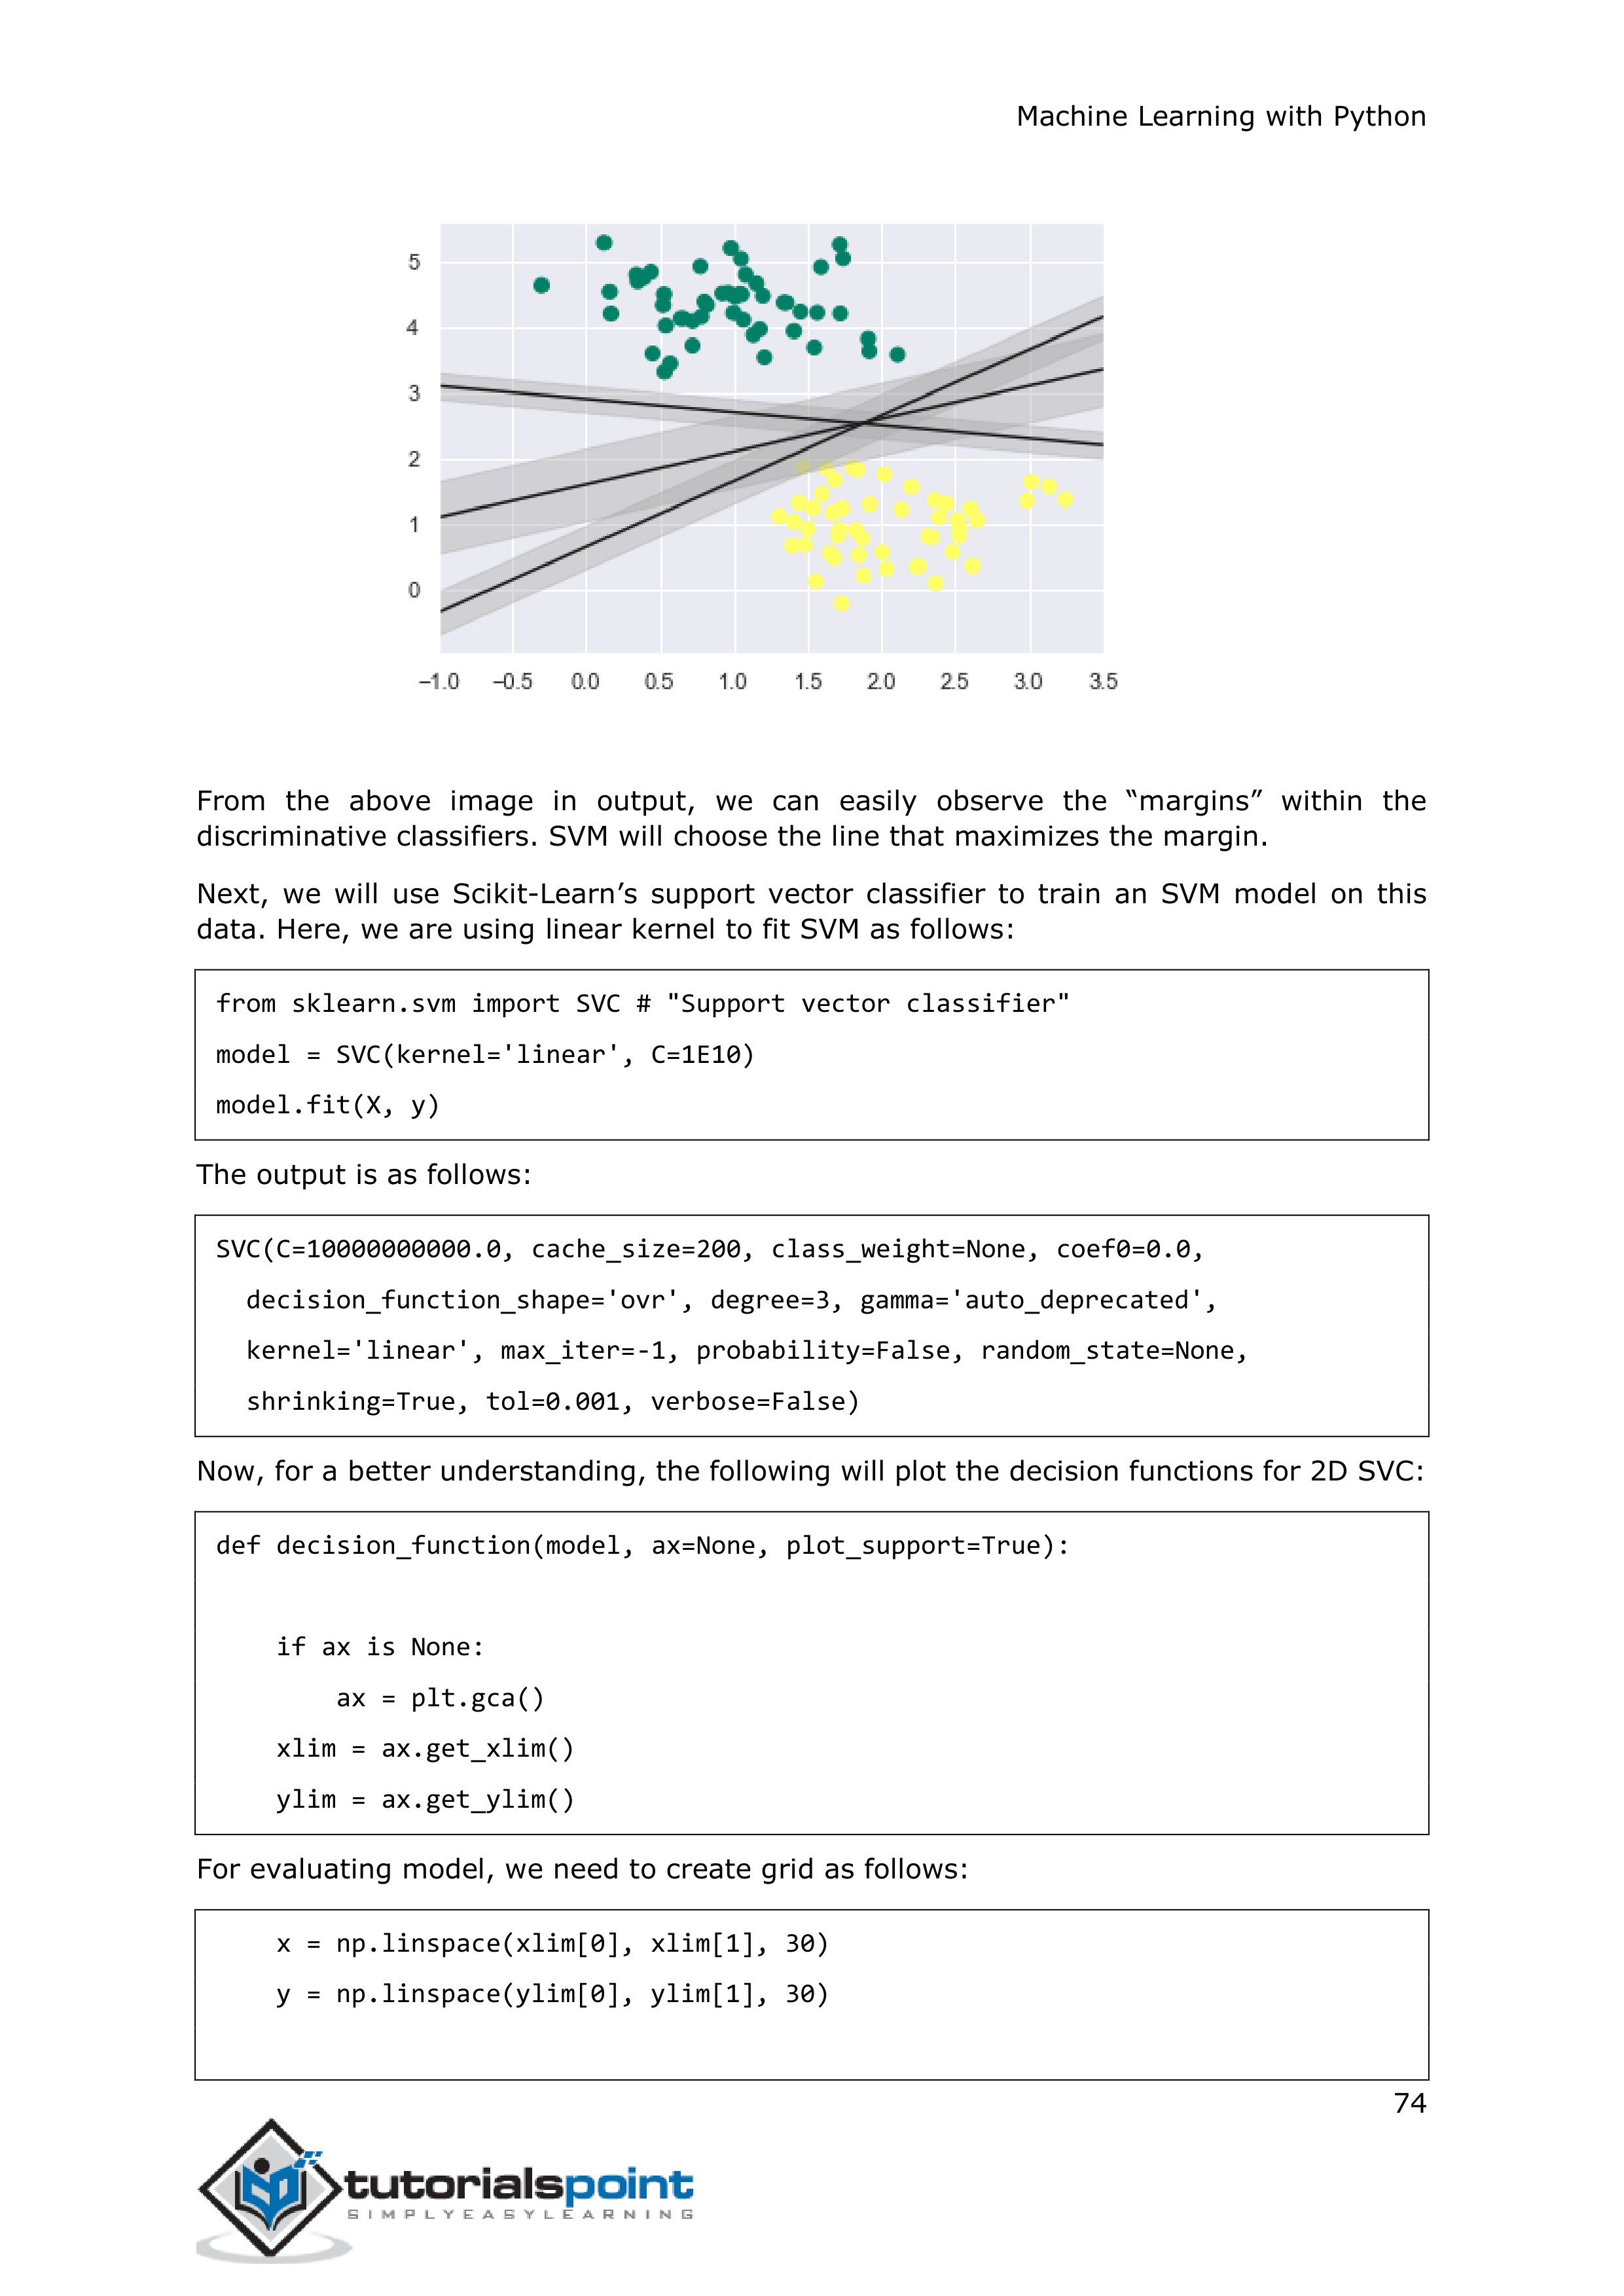 Machine Learning with Python
5
4
3
2
1
0
−1.0 −0.5 0.0 0.5 1.0 1.5 2.0 2.5 3.0 3.5
From the above image in output, we can easily observe the “margins” within the
discriminative classifiers. SVM will choose the line that maximizes the margin.
Next, we will use Scikit-Learn’s support vector classifier to train an SVM model on this
data. Here, we are using linear kernel to fit SVM as follows:
from sklearn.svm import SVC # "Support vector classifier"
model = SVC(kernel='linear', C=1E10)
model.fit(X, y)
The output is as follows:
SVC(C=10000000000.0, cache_size=200, class_weight=None, coef0=0.0,
  decision_function_shape='ovr', degree=3, gamma='auto_deprecated',
  kernel='linear', max_iter=-1, probability=False, random_state=None,
  shrinking=True, tol=0.001, verbose=False)
Now, for a better understanding, the following will plot the decision functions for 2D SVC:
def decision_function(model, ax=None, plot_support=True):
    if ax is None:
        ax = plt.gca()
    xlim = ax.get_xlim()
    ylim = ax.get_ylim()
For evaluating model, we need to create grid as follows:
    x = np.linspace(xlim[0], xlim[1], 30)
    y = np.linspace(ylim[0], ylim[1], 30)
74
tutorialspoint
SIMPLYEASYLEARNING